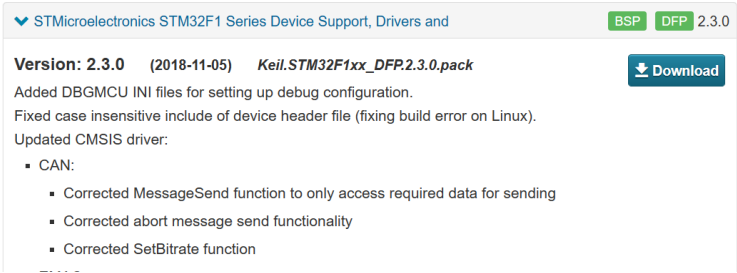 STMicroelectronics STM32F1 Series Device Support, Drivers and BSP DFP 2.3.0
Version: 2.3.0 (2018-11-05) Keil.STM32F1xx_DFP.2.3.0.pack
Download
Added DBGMCU INI files for setting up debug configuration.
Fixed case insensitive include of device header file (fixing build error on Linux).
Updated CMSIS driver:
▪ CAN:
▪ Corrected MessageSend function to only access required data for sending
▪ Corrected abort message send functionality
▪ Corrected SetBitrate function